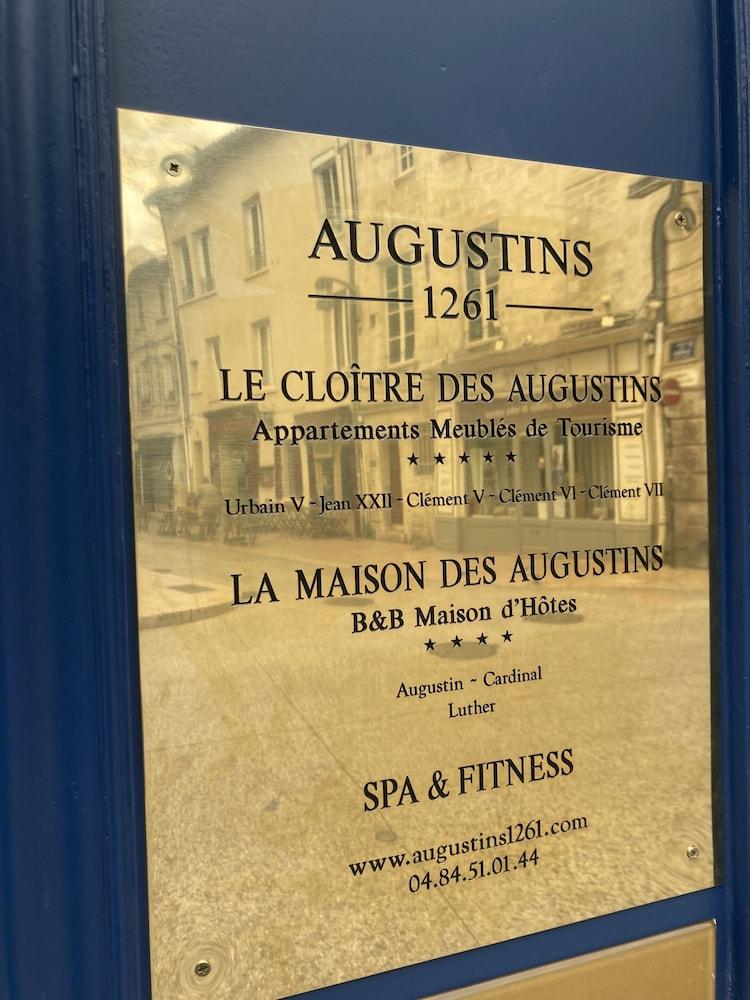 AUGUSTINS
1261
LE CLOÎTRE DES AUGUSTINS
Appartements Meublés de Tourisme
★ ★ ★ ★ ★
Urbain V ~ Jean XXII ~ Clément V ~ Clément VI ~ Clément VII
LA MAISON DES AUGUSTINS
B&B Maison d'Hôtes
★ ★ ★ ★
Augustin ~ Cardinal
Luther
SPA & FITNESS
www.augustins1261.com
04.84.51.01.44